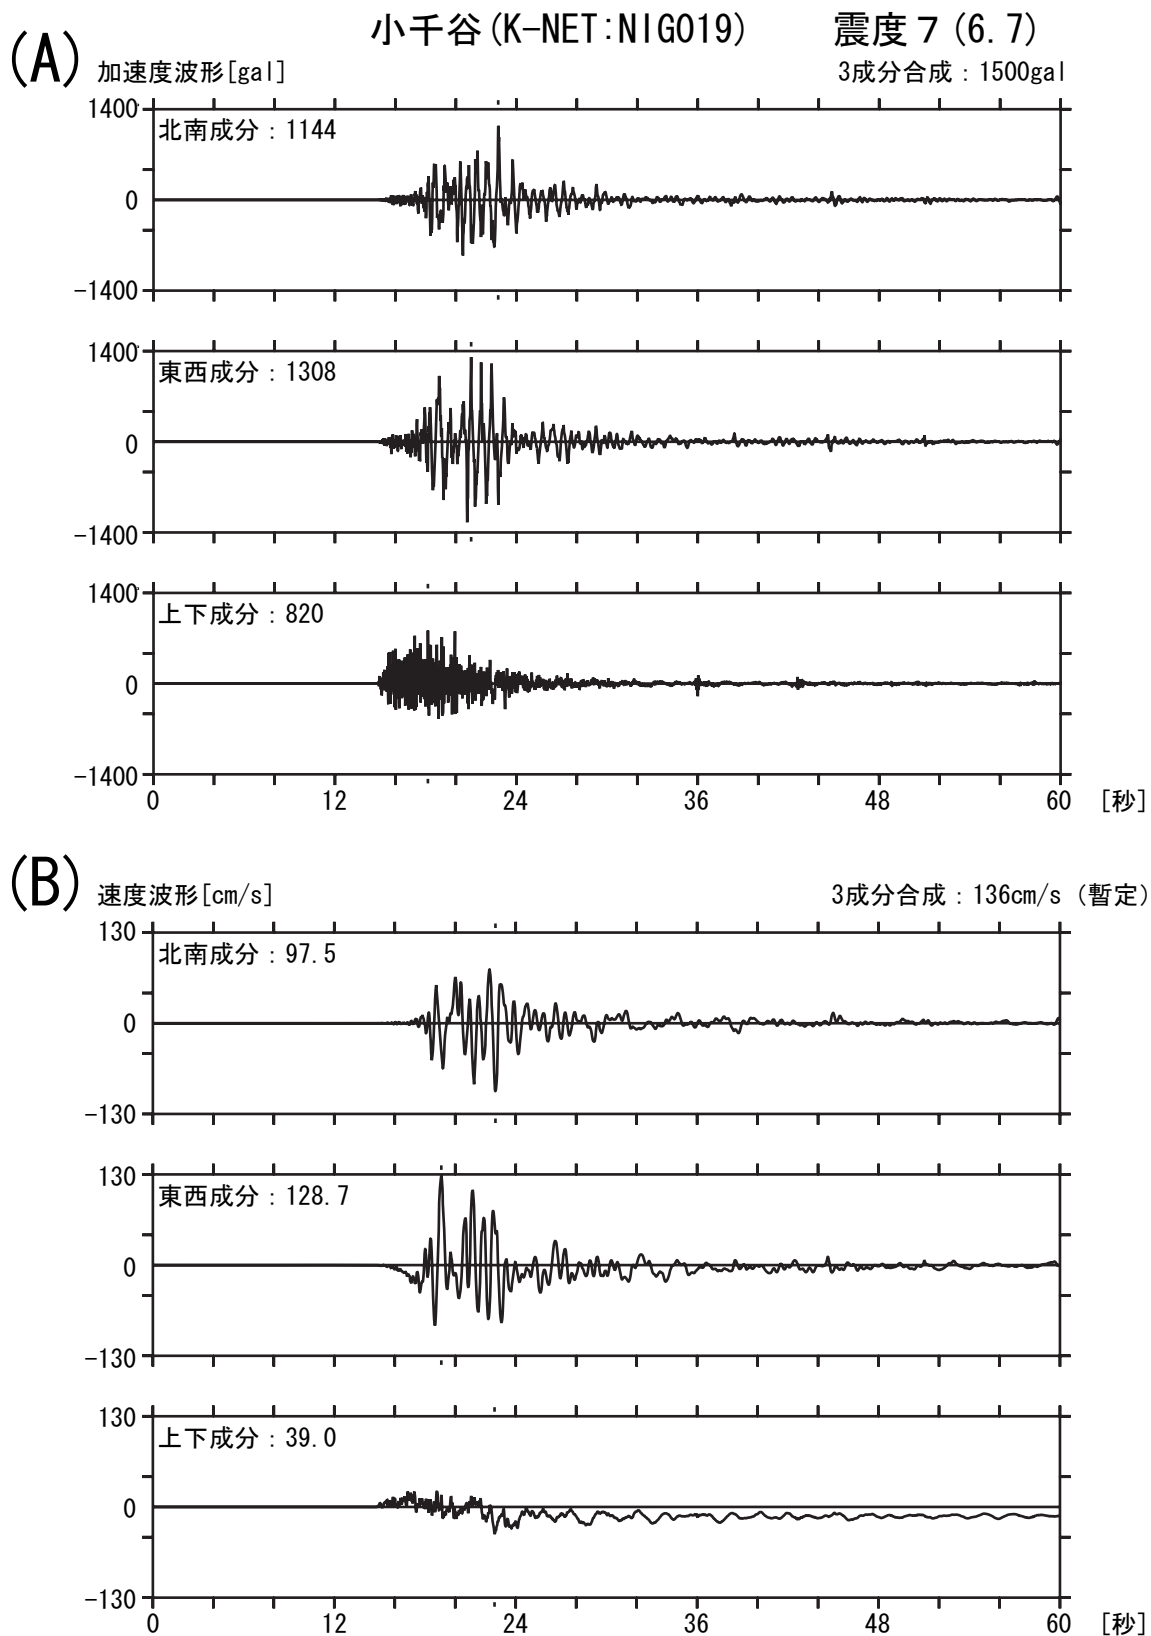 小千谷(K-NET:NIG019) 震度7(6.7)
(A) 加速度波形[gal] 3成分合成:1500gal
1400
北南成分:1144
0
-1400
1400
東西成分:1308
0
-1400
1400
上下成分:820
0
-1400
0 12 24 36 48 60 [秒]
(B) 速度波形[cm/s] 3成分合成:136cm/s (暫定)
130
北南成分:97.5
0
-130
130
東西成分:128.7
0
-130
130
上下成分:39.0
0
-130
0 12 24 36 48 60 [秒]